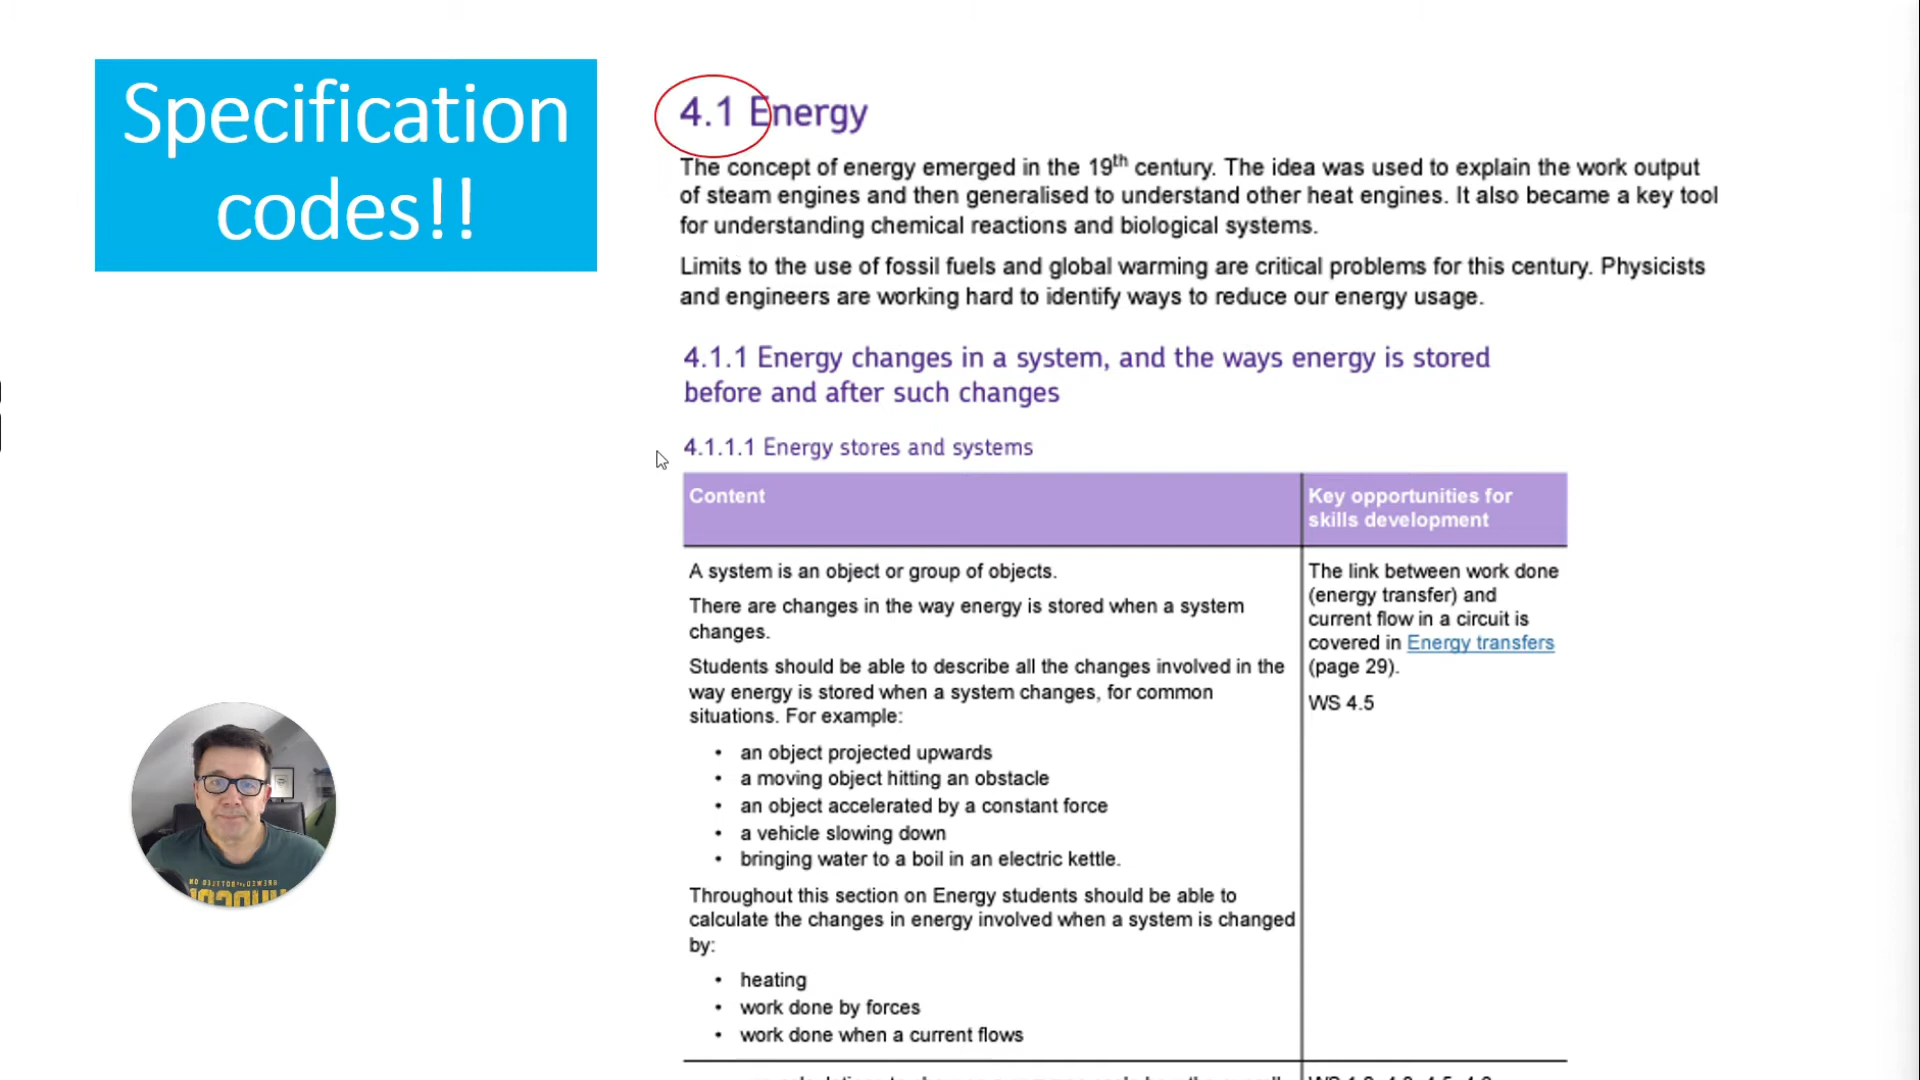 Specification
codes!!
4.1 Energy
The concept of energy emerged in the 19th century. The idea was used to explain the work output
of steam engines and then generalised to understand other heat engines. It also became a key tool
for understanding chemical reactions and biological systems.
Limits to the use of fossil fuels and global warming are critical problems for this century. Physicists
and engineers are working hard to identify ways to reduce our energy usage.
4.1.1 Energy changes in a system, and the ways energy is stored
before and after such changes
4.1.1.1 Energy stores and systems
Content
Key opportunities for
skills development
A system is an object or group of objects.
There are changes in the way energy is stored when a system
changes.
Students should be able to describe all the changes involved in the
way energy is stored when a system changes, for common
situations. For example:
• an object projected upwards
• a moving object hitting an obstacle
• an object accelerated by a constant force
• a vehicle slowing down
• bringing water to a boil in an electric kettle.
Throughout this section on Energy students should be able to
calculate the changes in energy involved when a system is changed
by:
• heating
• work done by forces
• work done when a current flows
The link between work done
(energy transfer) and
current flow in a circuit is
covered in Energy transfers
(page 29).
WS 4.5